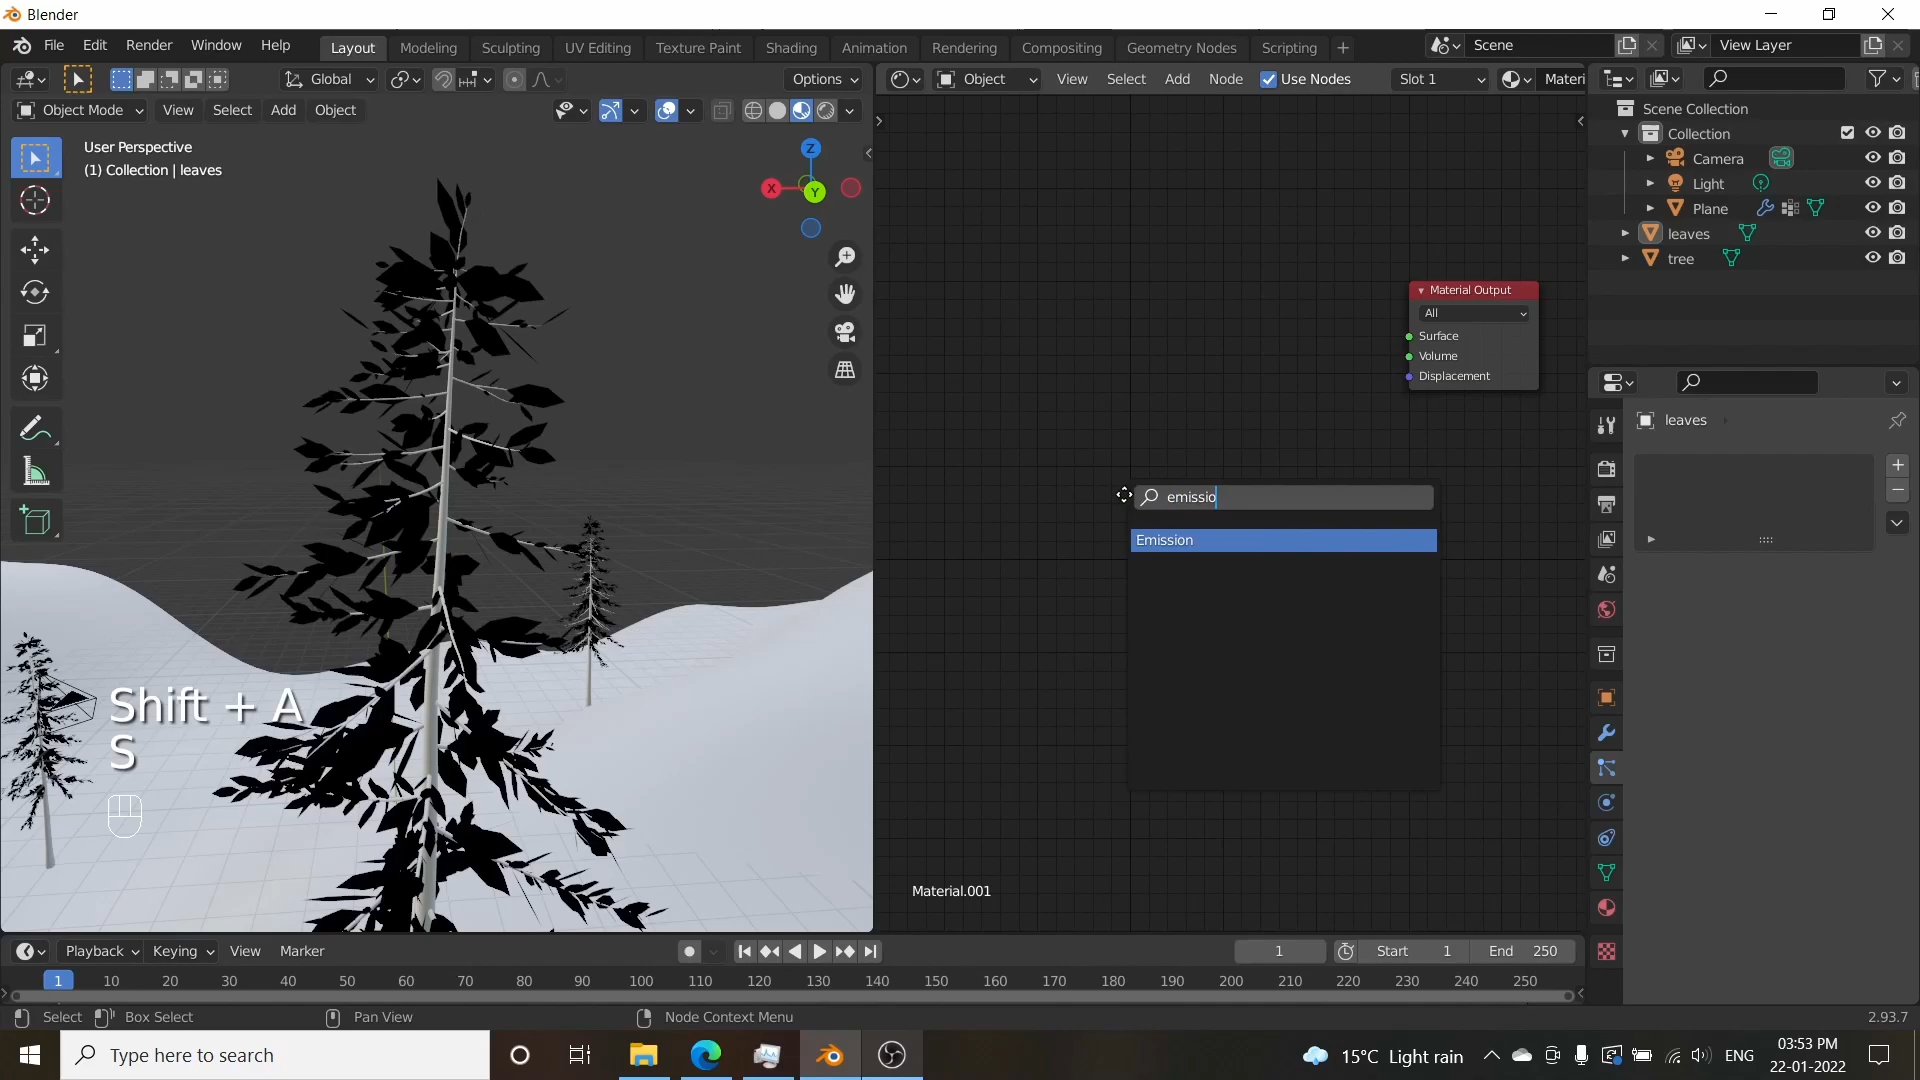 Blender
File Edit Render Window Help
Layout Modeling Sculpting UV Editing Texture Paint Shading Animation Rendering Compositing Geometry Nodes Scripting +
Scene
View Layer
Global
Options
Object
View Select Add Node
Use Nodes
Slot 1
Materi
Object Mode
View Select Add Object
User Perspective
(1) Collection | leaves
Z
X
Y
Scene Collection
Collection
Camera
Light
Plane
leaves
tree
Material Output
All
Surface
Volume
Displacement
leaves
emissio
Emission
Shift + A
S
Material.001
Playback Keying View Marker
1
Start 1
End 250
1 10 20 30 40 50 60 70 80 90 100 110 120 130 140 150 160 170 180 190 200 210 220 230 240 250
Select Box Select Pan View Node Context Menu 2.93.7
Type here to search
15°C Light rain
ENG
03:53 PM
22-01-2022